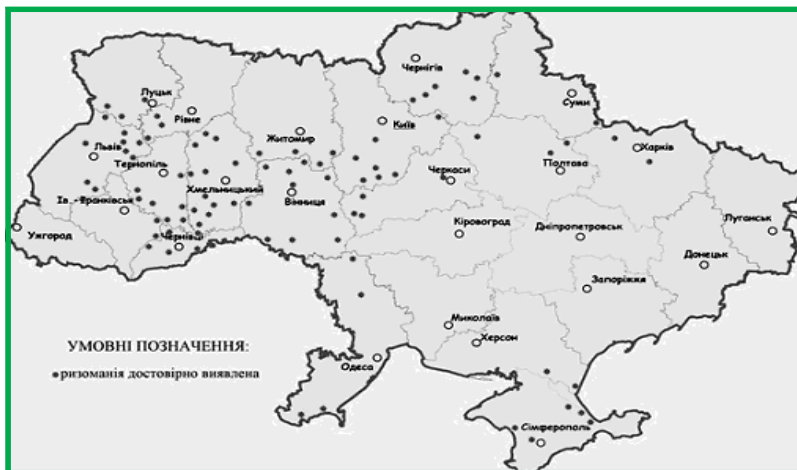 Чернігів
Суми
Луцьк
Рівне
Київ
Житомир
Харків
Львів
Тернопіль
Хмельницький
Черкаси
Полтава
Ів. -Франківськ
Вінниця
Луганськ
Кіровоград
Дніпропетровськ
Ужгород
Чернівці
Донецьк
Запоріжжя
Миколаїв
Херсон
УМОВНІ ПОЗНАЧЕННЯ:
Одеса
ризоманія достовірно виявлена
Сімферополь